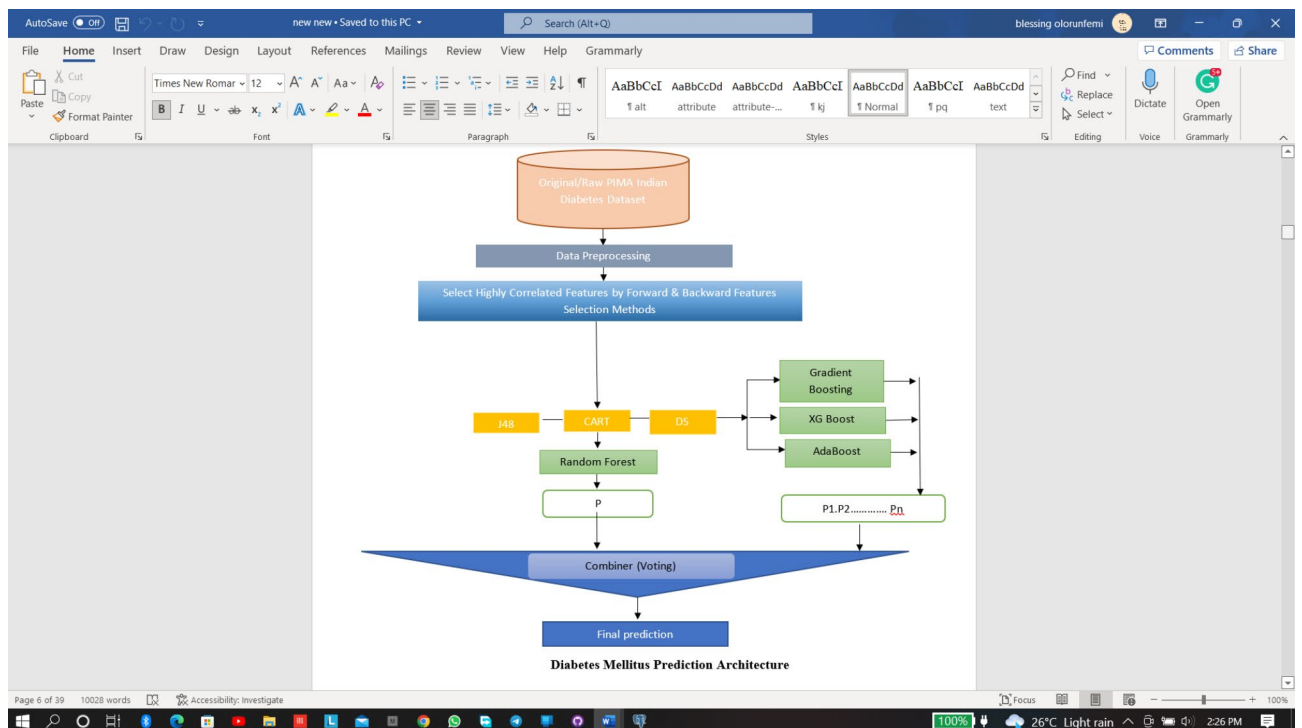 AutoSave Off
new new • Saved to this PC
Search (Alt+Q)
blessing olorunfemi
File Home Insert Draw Design Layout References Mailings Review View Help Grammarly
Comments Share
Paste
Cut
Copy
Format Painter
Clipboard
Times New Romar 12
Font
Paragraph
AaBbCcI AaBbCcDd AaBbCcDd AaBbCcI AaBbCcDd AaBbCcI AaBbCcDd
¶ alt attribute attribute-... ¶ kj ¶ Normal ¶ pq text
Styles
Find
Replace
Select
Editing
Dictate
Voice
Open
Grammarly
Grammarly
Original/Raw PIMA Indian
Diabetes Dataset
Data Preprocessing
Select Highly Correlated Features by Forward & Backward Features
Selection Methods
J48
CART
DS
Gradient
Boosting
XG Boost
AdaBoost
Random Forest
P
P1.P2............. Pn
Combiner (Voting)
Final prediction
Diabetes Mellitus Prediction Architecture
Page 6 of 39 10028 words Accessibility: Investigate
Focus
100%
100%
26°C Light rain
2:26 PM